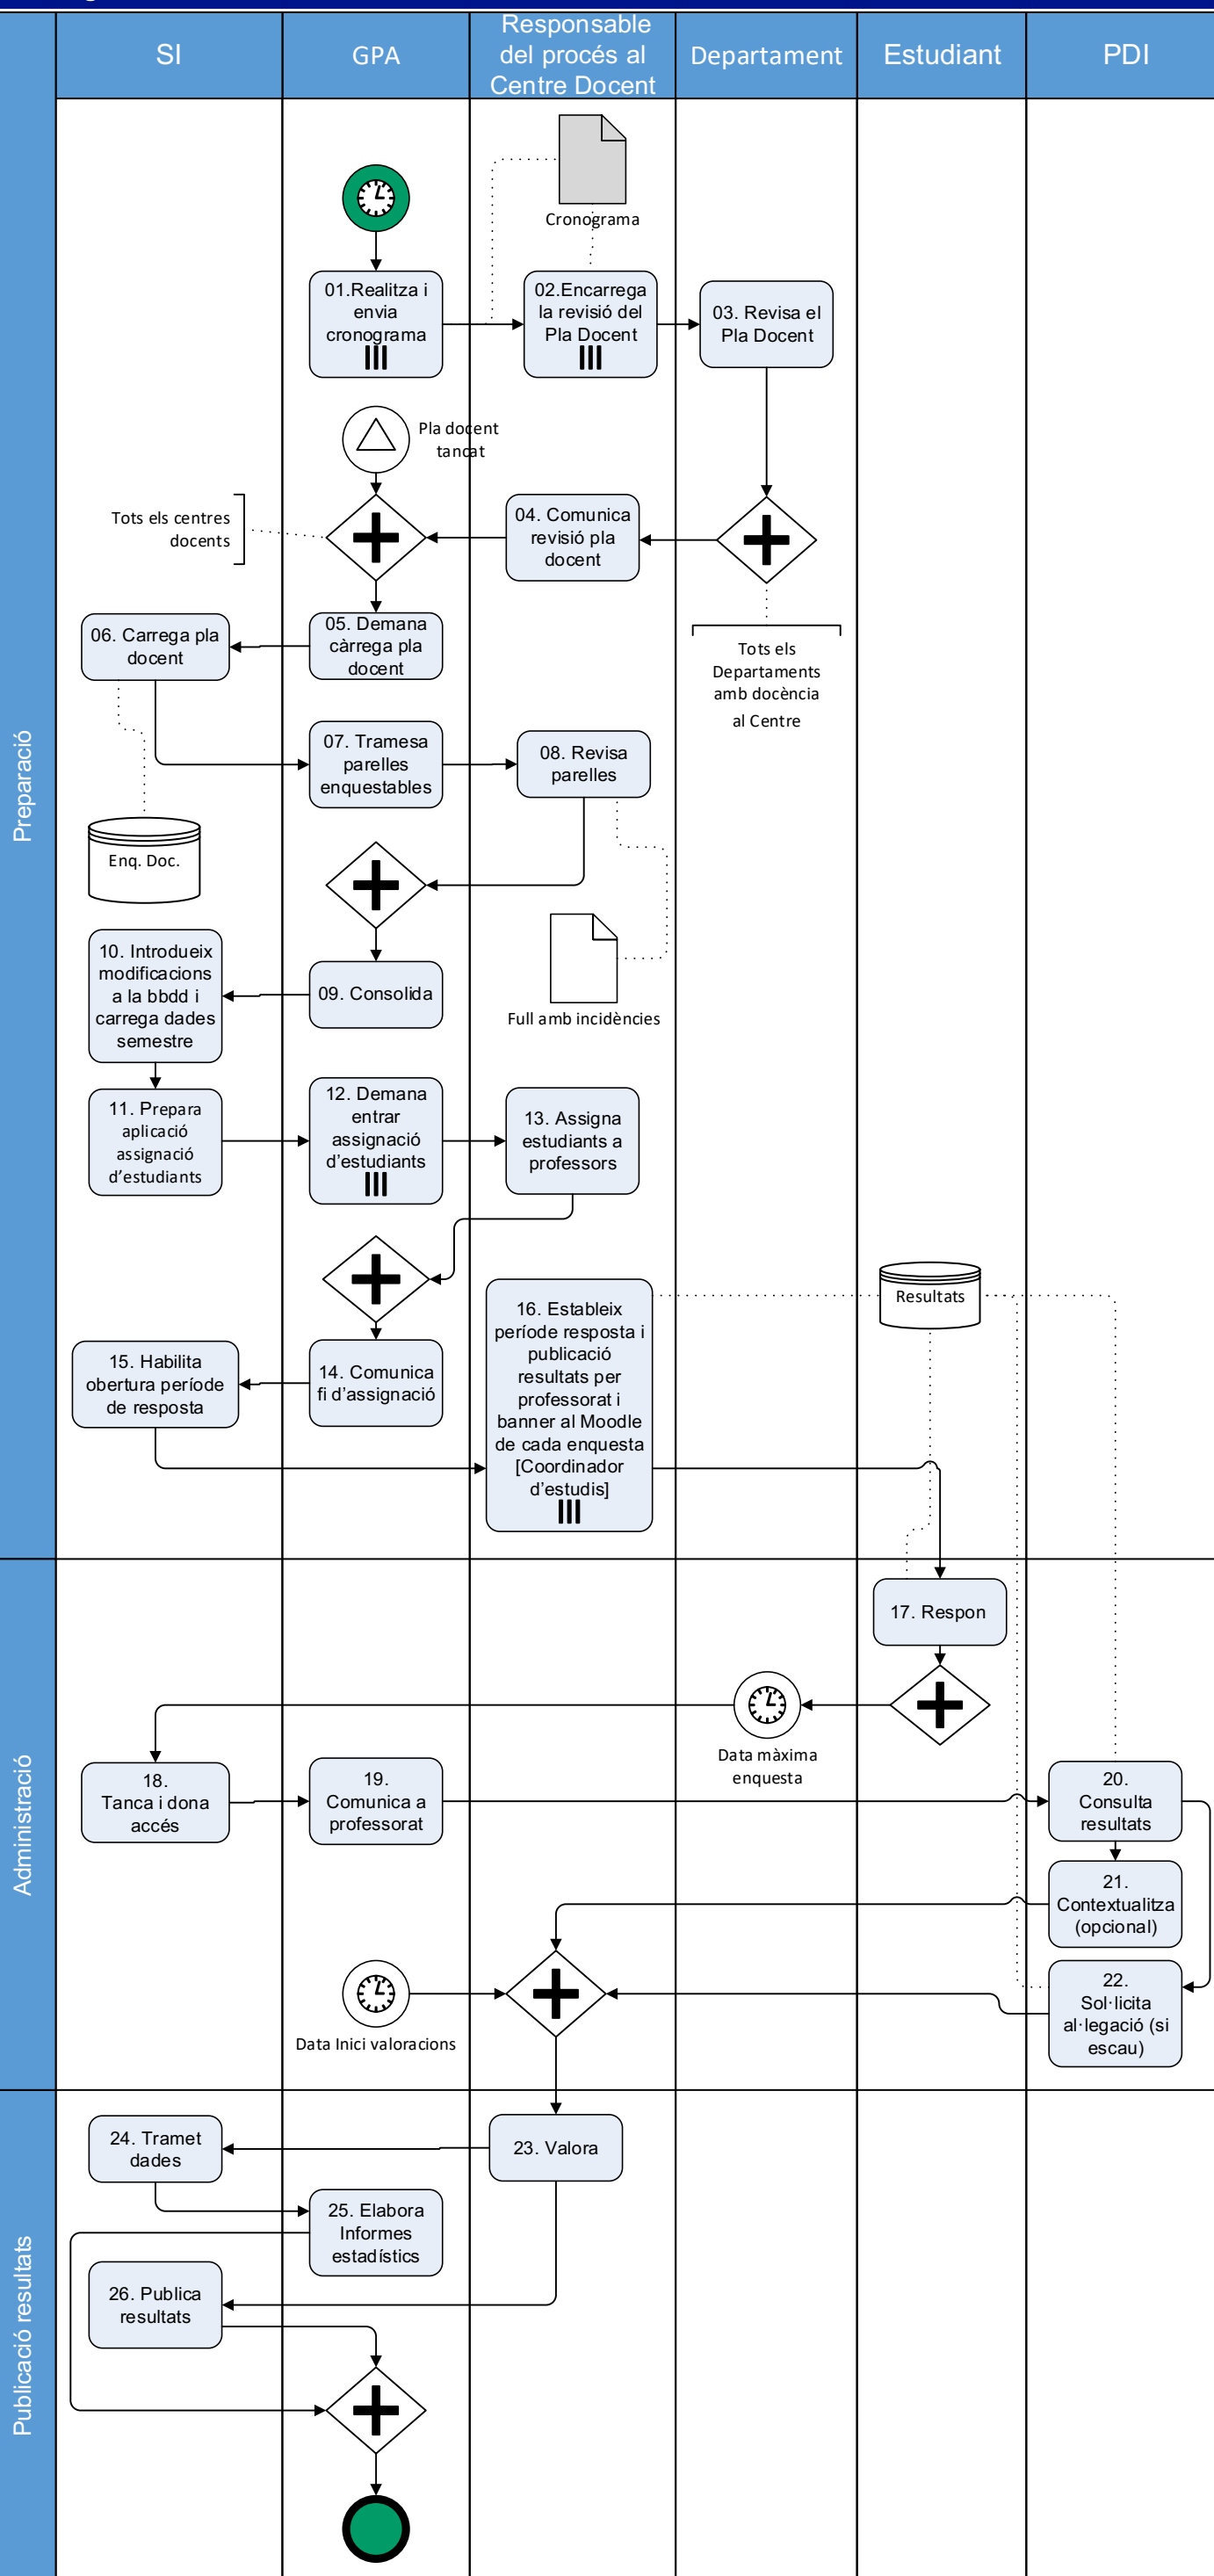 SI
GPA
Responsable
del procés al
Centre Docent
Departament
Estudiant
PDI
Preparació
Cronograma
01.Realitza i
envia
cronograma
02.Encarrega
la revisió del
Pla Docent
03. Revisa el
Pla Docent
Pla docent
tancat
Tots els centres
docents
04. Comunica
revisió pla
docent
05. Demana
càrrega pla
docent
06. Carrega pla
docent
Tots els
Departaments
amb docència
al Centre
07. Tramesa
parelles
enquestables
08. Revisa
parelles
Enq. Doc.
10. Introdueix
modificacions
a la bbdd i
carrega dades
semestre
09. Consolida
Full amb incidències
11. Prepara
aplicació
assignació
d’estudiants
12. Demana
entrar
assignació
d’estudiants
13. Assigna
estudiants a
professors
Resultats
16. Estableix
període resposta i
publicació
resultats per
professorat i
banner al Moodle
de cada enquesta
[Coordinador
d’estudis]
15. Habilita
obertura període
de resposta
14. Comunica
fi d’assignació
Administració
17. Respon
Data màxima
enquesta
18.
Tanca i dona
accés
19.
Comunica a
professorat
20.
Consulta
resultats
21.
Contextualitza
(opcional)
22.
Sol·licita
al·legació (si
escau)
Data Inici valoracions
Publicació resultats
23. Valora
24. Tramet
dades
25. Elabora
Informes
estadístics
26. Publica
resultats